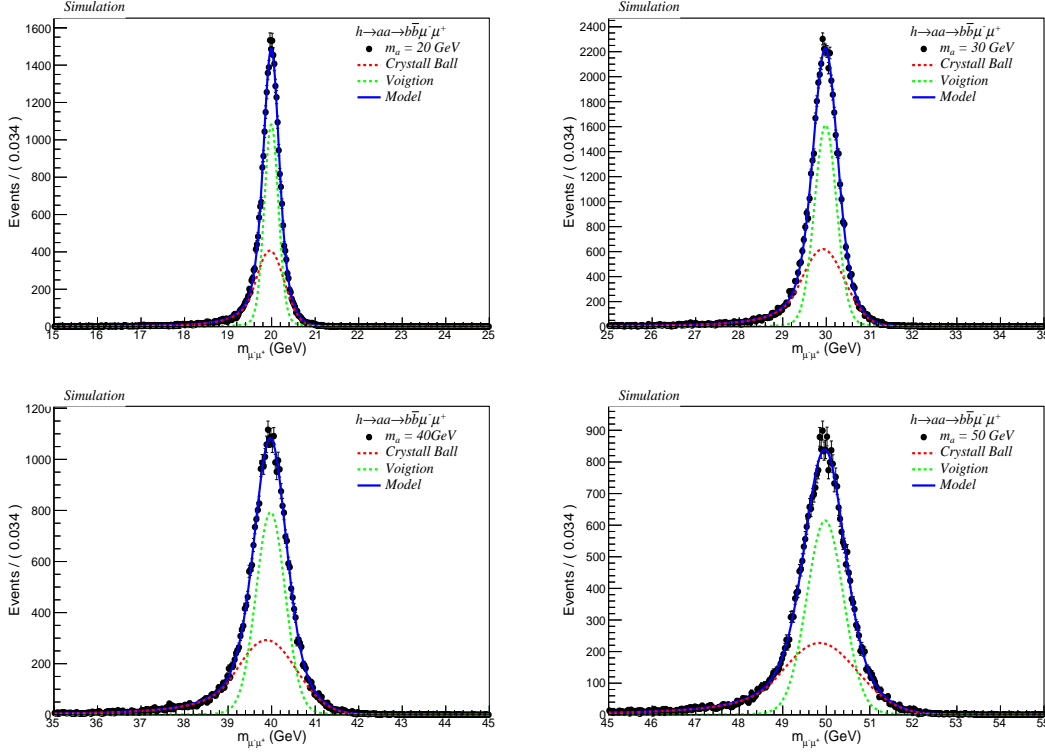 Simulation
Events / ( 0.034 )
1600
1400
1200
1000
800
600
400
200
0
h→aa→bb̅μ⁻μ⁺
m_a = 20 GeV
Crystall Ball
Voigtion
Model
15 16 17 18 19 20 21 22 23 24 25
m_μ⁻μ⁺ (GeV)
Simulation
Events / ( 0.034 )
2400
2200
2000
1800
1600
1400
1200
1000
800
600
400
200
0
h→aa→bb̅μ⁻μ⁺
m_a = 30 GeV
Crystall Ball
Voigtion
Model
25 26 27 28 29 30 31 32 33 34 35
m_μ⁻μ⁺ (GeV)
Simulation
Events / ( 0.034 )
1200
1000
800
600
400
200
0
h→aa→bb̅μ⁻μ⁺
m_a = 40GeV
Crystall Ball
Voigtion
Model
35 36 37 38 39 40 41 42 43 44 45
m_μ⁻μ⁺ (GeV)
Simulation
Events / ( 0.034 )
900
800
700
600
500
400
300
200
100
0
h→aa→bb̅μ⁻μ⁺
m_a = 50 GeV
Crystall Ball
Voigtion
Model
45 46 47 48 49 50 51 52 53 54 55
m_μ⁻μ⁺ (GeV)